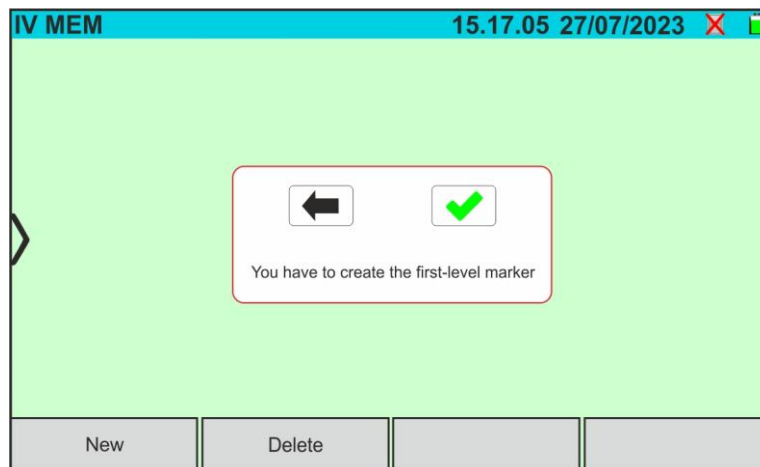 IV MEM 15.17.05 27/07/2023
You have to create the first-level marker
New Delete